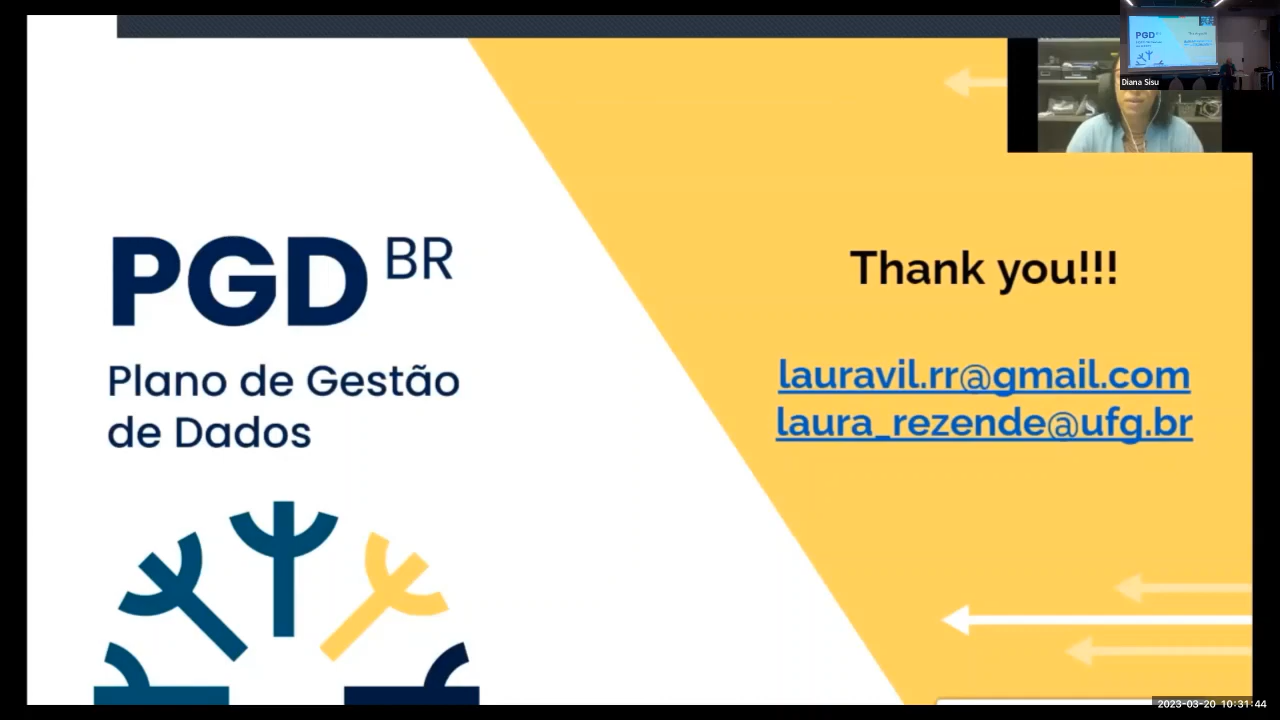 PGD BR
Plano de Gestão
de Dados
Thank you!!!
lauravil.rr@gmail.com
laura_rezende@ufg.br
PGD
Diana Sisu
2023-03-20 10:31:44